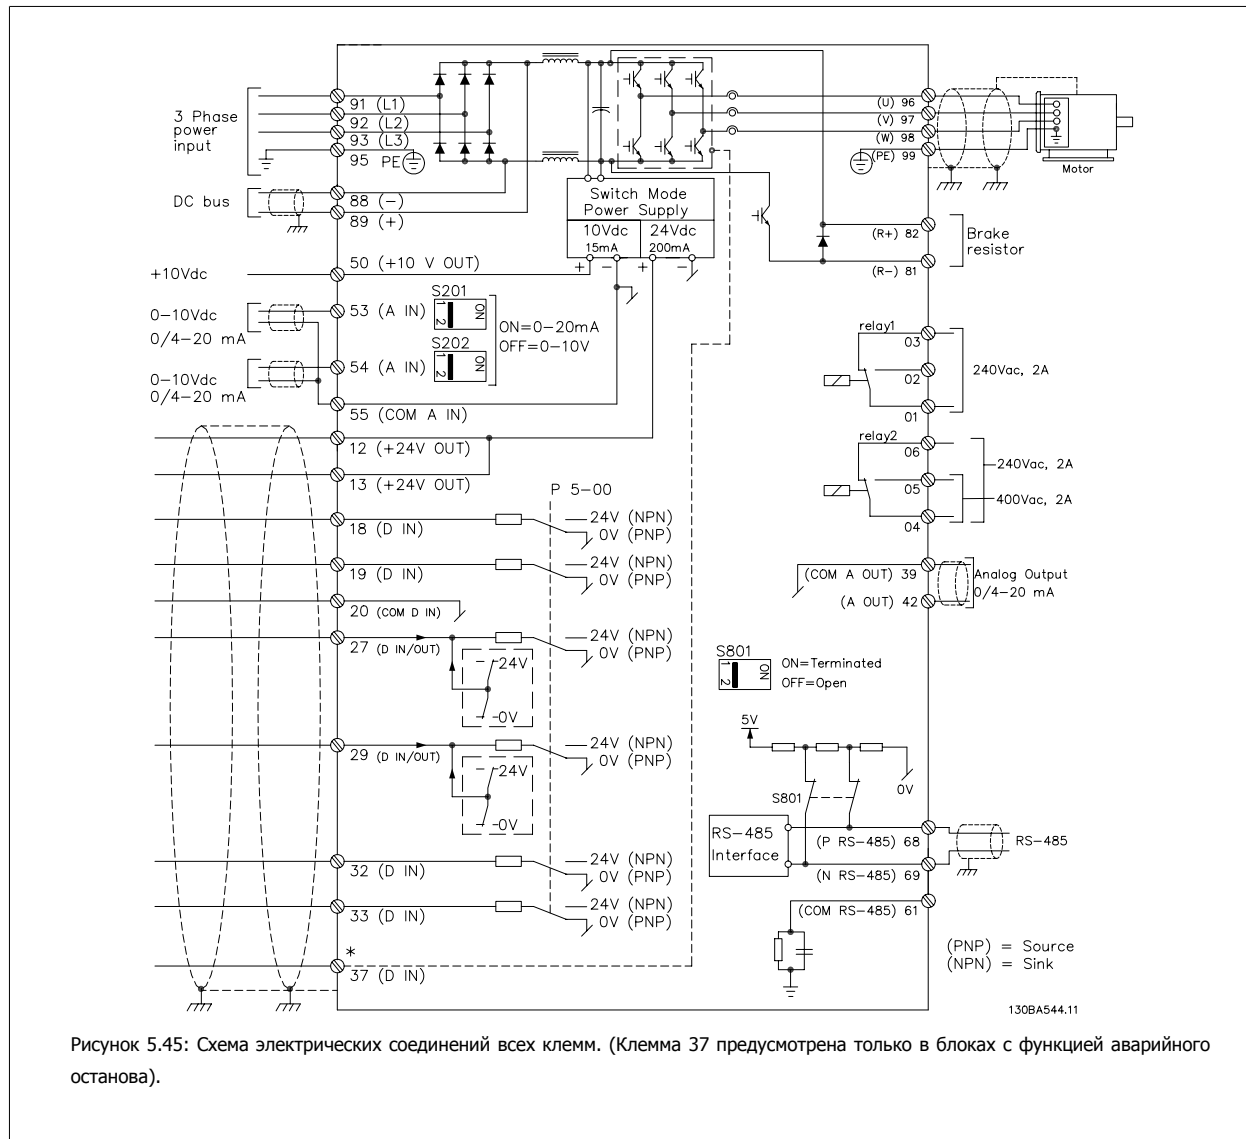 3 Phase
power
input
91 (L1)
92 (L2)
93 (L3)
95 PE
DC bus
88 (−)
89 (+)
+10Vdc
50 (+10 V OUT)
0−10Vdc
0/4−20 mA
53 (A IN)
S201
1 2
ON
ON=0−20mA
OFF=0−10V
S202
1 2
ON
0−10Vdc
0/4−20 mA
54 (A IN)
55 (COM A IN)
12 (+24V OUT)
13 (+24V OUT)
P 5-00
18 (D IN)
24V (NPN)
0V (PNP)
19 (D IN)
24V (NPN)
0V (PNP)
20 (COM D IN)
27 (D IN/OUT)
24V (NPN)
0V (PNP)
24V
0V
29 (D IN/OUT)
24V (NPN)
0V (PNP)
24V
0V
32 (D IN)
24V (NPN)
0V (PNP)
33 (D IN)
24V (NPN)
0V (PNP)
*
37 (D IN)
Switch Mode
Power Supply
10Vdc
15mA
24Vdc
200mA
+ − + −
(U) 96
(V) 97
(W) 98
(PE) 99
Motor
(R+) 82
(R−) 81
Brake
resistor
relay1
03
02
01
240Vac, 2A
relay2
06
05
04
240Vac, 2A
400Vac, 2A
(COM A OUT) 39
(A OUT) 42
Analog Output
0/4−20 mA
S801
1 2
ON
ON=Terminated
OFF=Open
5V
S801
0V
RS−485
Interface
(P RS−485) 68
(N RS−485) 69
(COM RS−485) 61
RS−485
(PNP) = Source
(NPN) = Sink
130BA544.11
Рисунок 5.45: Схема электрических соединений всех клемм. (Клемма 37 предусмотрена только в блоках с функцией аварийного
останова).